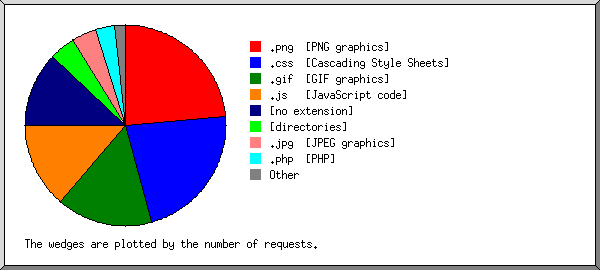 .png [PNG graphics]
.css [Cascading Style Sheets]
.gif [GIF graphics]
.js [JavaScript code]
[no extension]
[directories]
.jpg [JPEG graphics]
.php [PHP]
Other
The wedges are plotted by the number of requests.